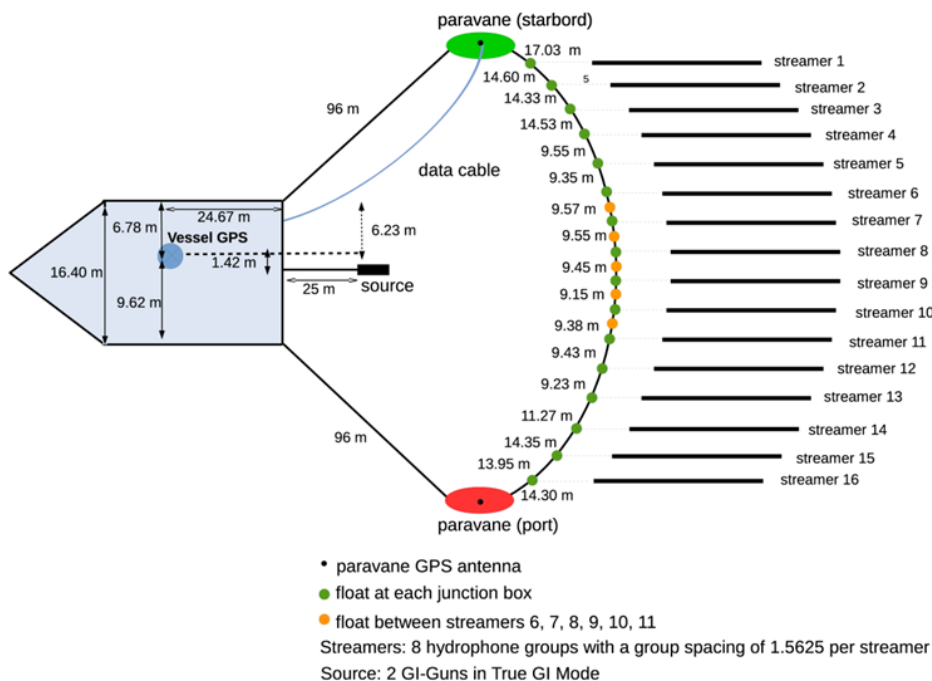 paravane (starbord)
17.03 m
streamer 1
14.60 m
5
streamer 2
14.33 m
streamer 3
96 m
14.53 m
streamer 4
data cable
9.55 m
streamer 5
9.35 m
streamer 6
24.67 m
9.57 m
6.78 m
streamer 7
6.23 m
Vessel GPS
9.55 m
streamer 8
1.42 m
16.40 m
9.45 m
streamer 9
source
25 m
9.15 m
9.62 m
streamer 10
9.38 m
streamer 11
9.43 m
streamer 12
9.23 m
streamer 13
11.27 m
streamer 14
96 m
14.35 m
streamer 15
13.95 m
streamer 16
14.30 m
paravane (port)
paravane GPS antenna
float at each junction box
float between streamers 6, 7, 8, 9, 10, 11
Streamers: 8 hydrophone groups with a group spacing of 1.5625 per streamer
Source: 2 GI-Guns in True GI Mode